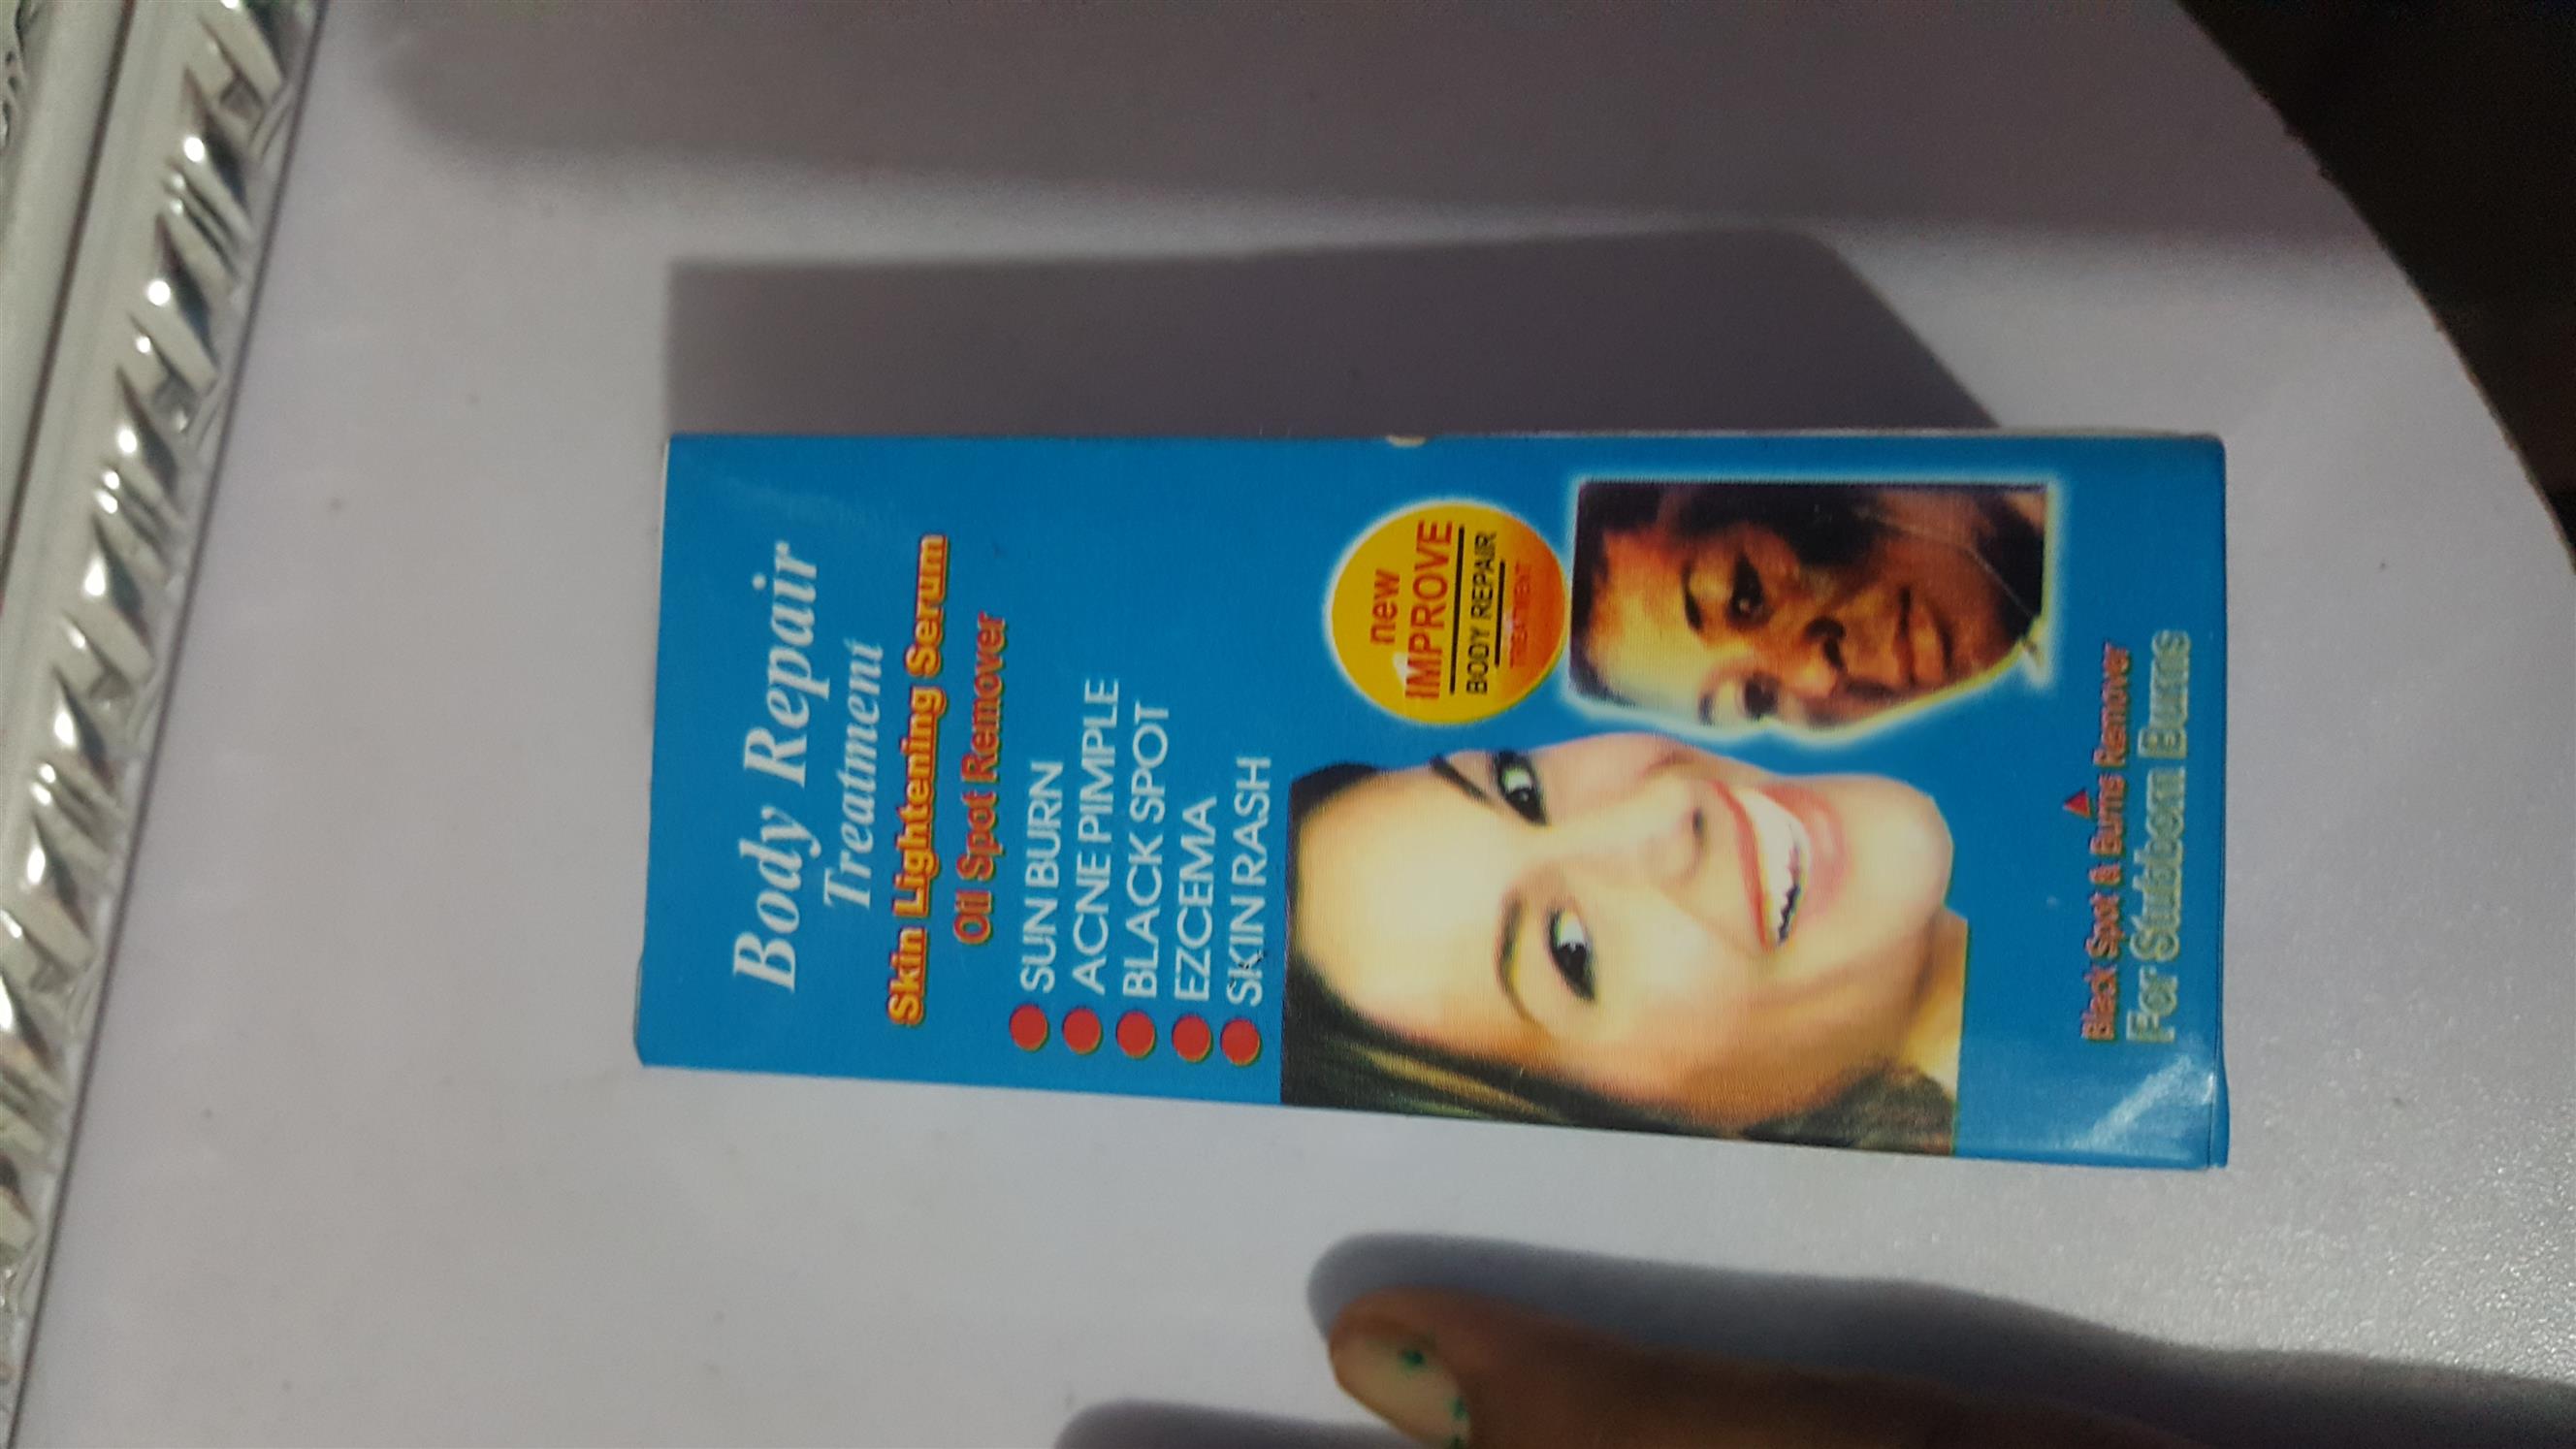 Body Repair
Treatment
Skin Lightening Serum
Oil Spot Remover
SUN BURN
ACNE PIMPLE
BLACK SPOT
EZCEMA
SKIN RASH
new
IMPROVE
BODY REPAIR
TREATMENT
Black Spot & Burns Remover
For Stubborn Burns